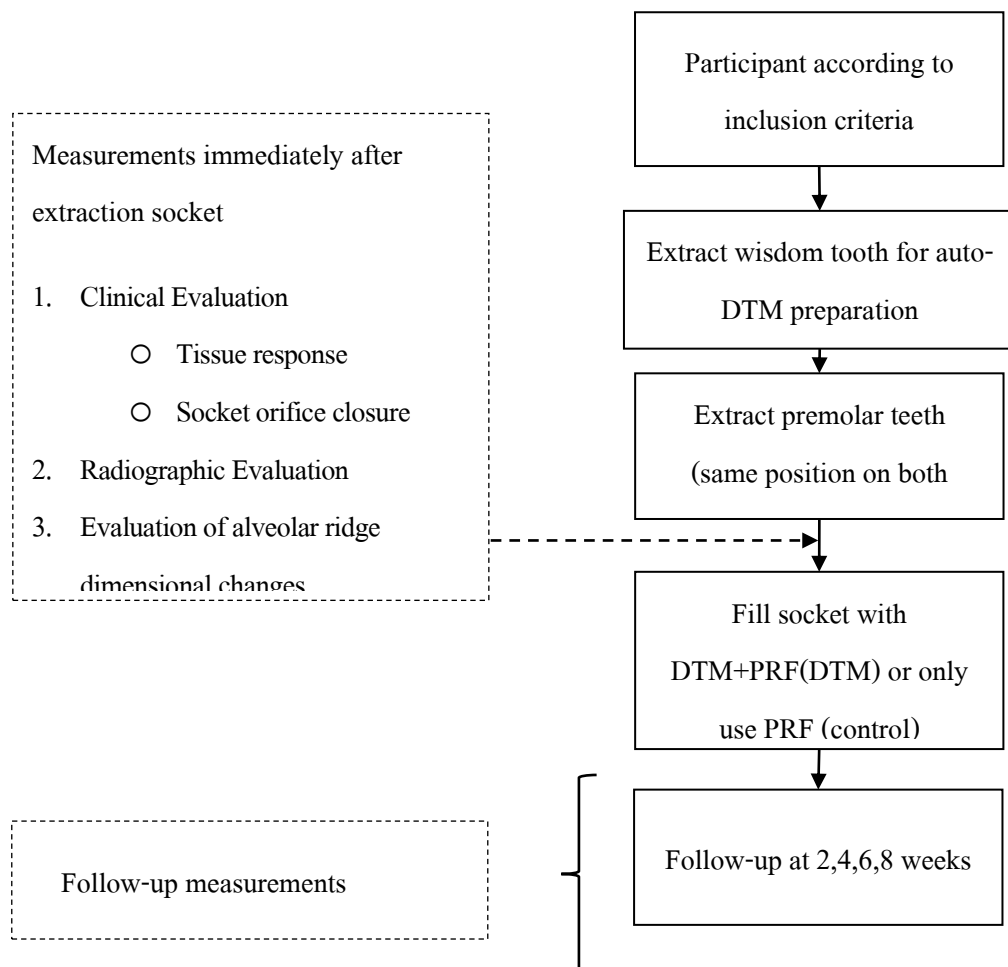 Participant according to
inclusion criteria
Measurements immediately after
extraction socket
1. Clinical Evaluation
○ Tissue response
○ Socket orifice closure
2. Radiographic Evaluation
3. Evaluation of alveolar ridge
dimensional changes
Extract wisdom tooth for auto-
DTM preparation
Extract premolar teeth
(same position on both
Fill socket with
DTM+PRF(DTM) or only
use PRF (control)
Follow-up at 2,4,6,8 weeks
Follow-up measurements